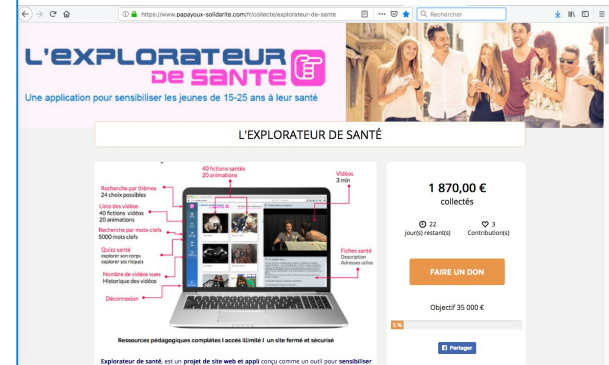 https://www.papayoux-solidarite.com/fr/collecte/explorateur-de-sante
Rechercher
L'EXPLORATEUR
DE SANTÉ
Une application pour sensibiliser les jeunes de 15-25 ans à leur santé
L'EXPLORATEUR DE SANTÉ
40 fictions santés
20 animations
Vidéos
3 min
Recherche par thèmes
24 choix possibles
Liste des vidéos
40 fictions vidéos
20 animations
Recherche par mots-clefs
5000 mots clefs
Quizz santé
explorer son corps
explorer ses risques
Nombre de vidéos vues
Historique des vidéos
Déconnexion
Fiches santé
Description
Adresses utiles
Ressources pédagogiques complètes I accès illimité I un site fermé et sécurisé
Explorateur de santé, est un projet de site web et appli conçu comme un outil pour sensibiliser
1 870,00 €
collectés
22
jour(s) restant(s)
3
Contribution(s)
FAIRE UN DON
Objectif 35 000 €
5 %
Partager